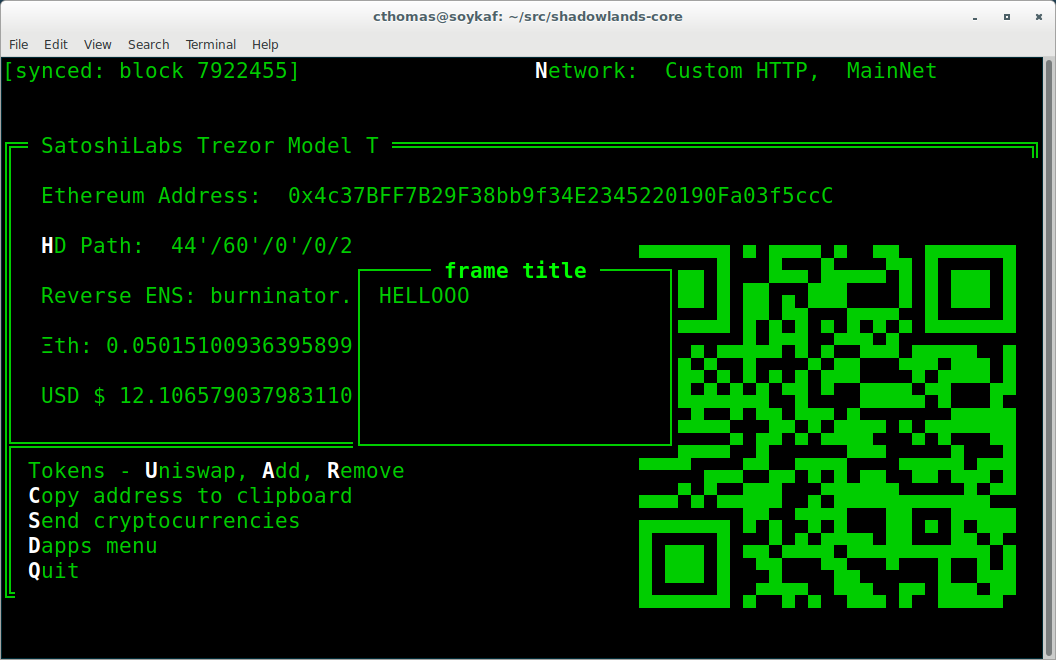 cthomas@soykaf: ~/src/shadowlands-core
File Edit View Search Terminal Help
[synced: block 7922455] Network: Custom HTTP, MainNet
SatoshiLabs Trezor Model T
Ethereum Address: 0x4c37BFF7B29F38bb9f34E2345220190Fa03f5ccC
HD Path: 44'/60'/0'/0/2
frame title
Reverse ENS: burninator.
HELLOOO
Ξth: 0.05015100936395899
USD $ 12.106579037983110
Tokens - Uniswap, Add, Remove
Copy address to clipboard
Send cryptocurrencies
Dapps menu
Quit